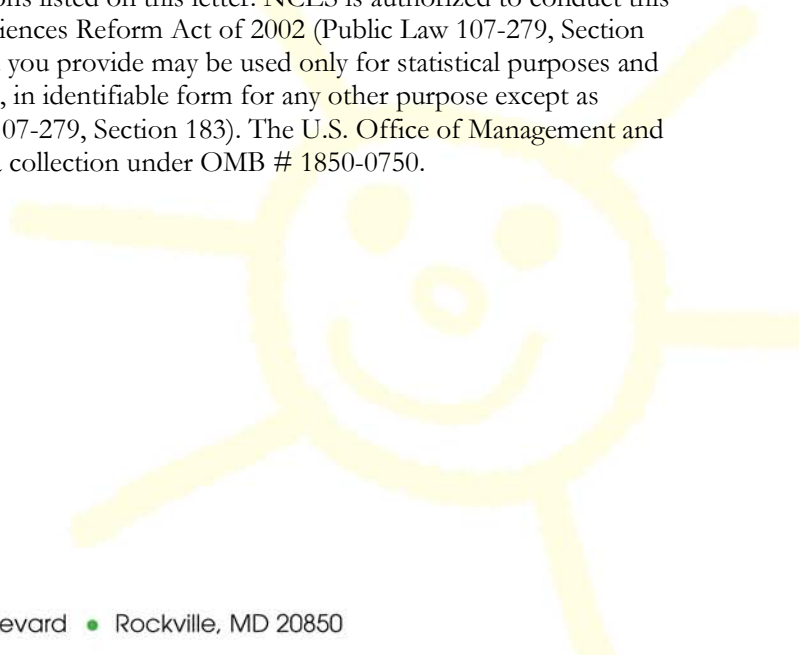 listed on this letter. NCES is authorized to conduct this
iences Reform Act of 2002 (Public Law 107-279, Section
you provide may be used only for statistical purposes and
, in identifiable form for any other purpose except as
07-279, Section 183). The U.S. Office of Management and
collection under OMB # 1850-0750.
evard • Rockville, MD 20850